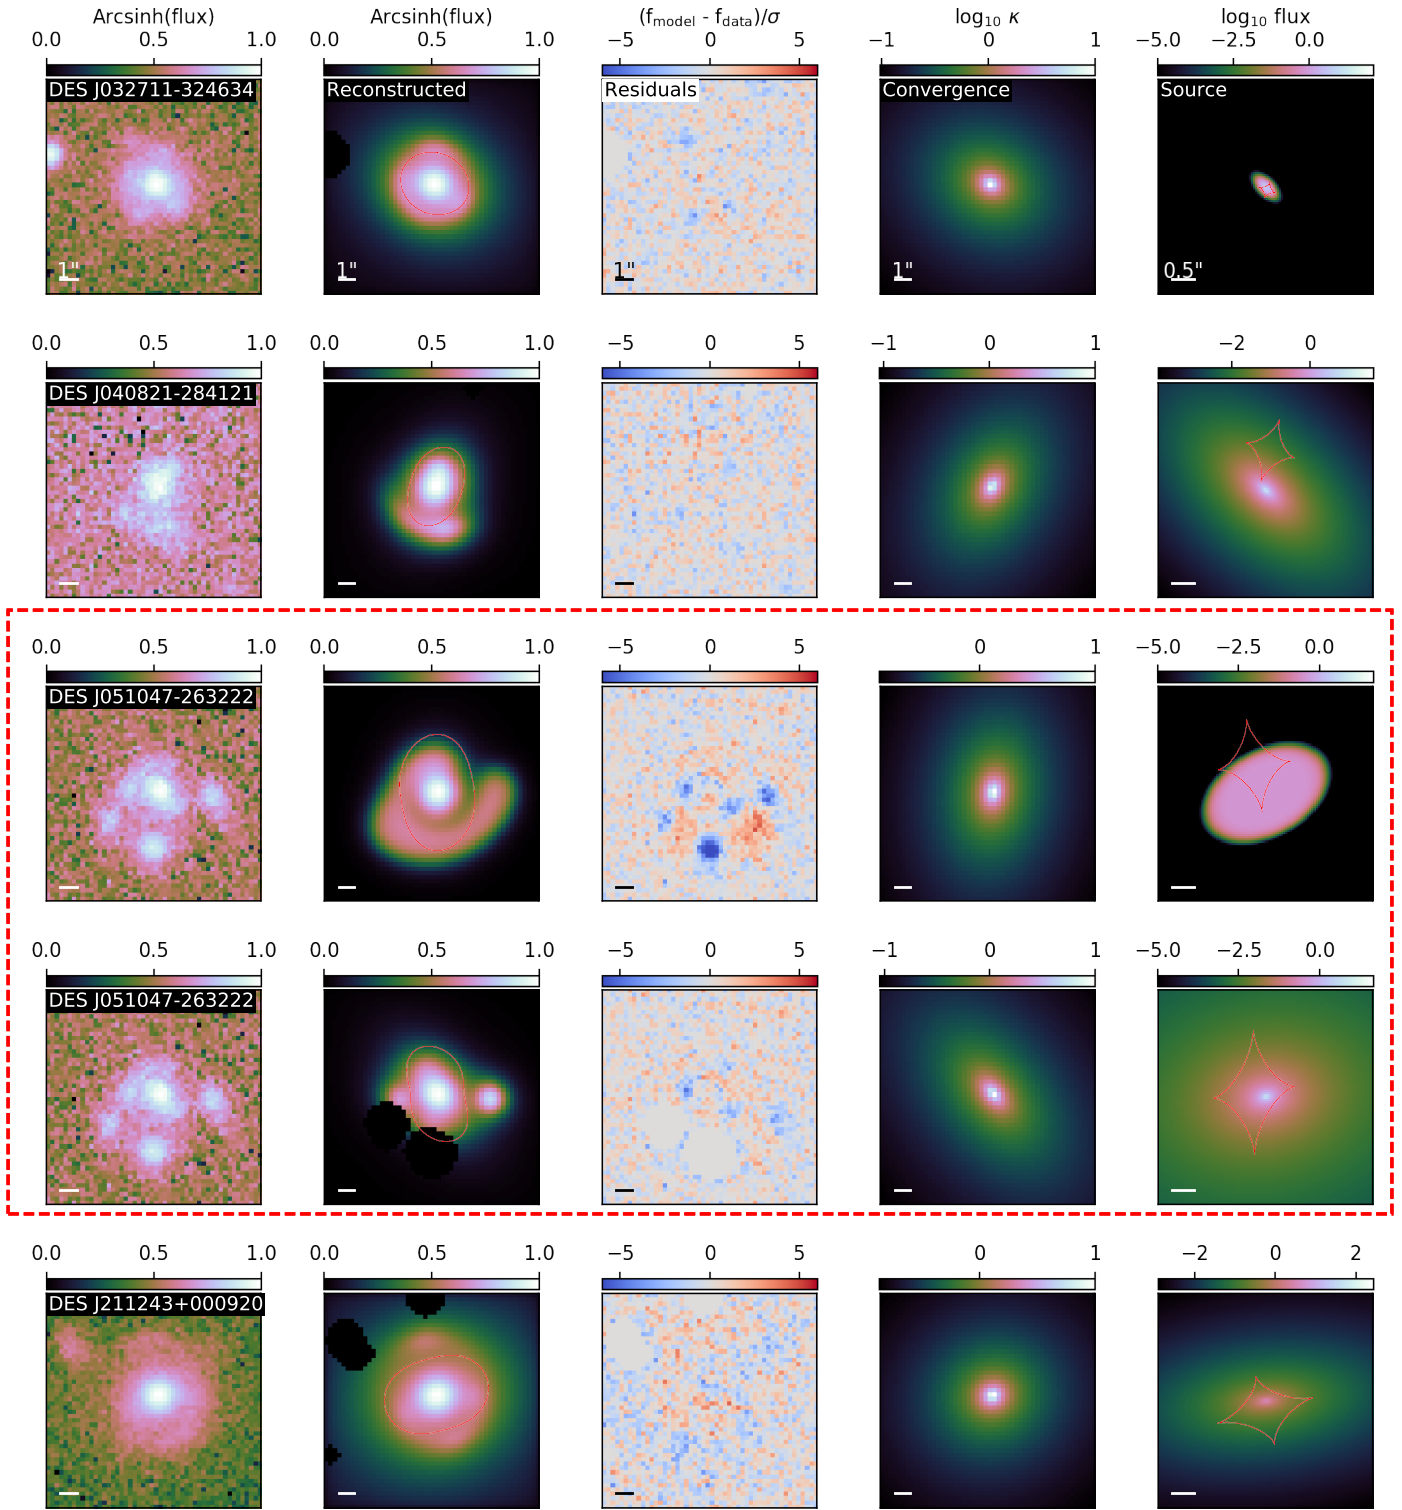 Arcsinh(flux) Arcsinh(flux) (f_model - f_data)/σ log₁₀ κ log₁₀ flux
0.0 0.5 1.0 0.0 0.5 1.0 −5 0 5 −1 0 1 −5.0 −2.5 0.0
DES J032711-324634 Reconstructed Residuals Convergence Source
1" 1" 1" 1" 0.5"
0.0 0.5 1.0 0.0 0.5 1.0 −5 0 5 −1 0 1 −2 0
DES J040821-284121
0.0 0.5 1.0 0.0 0.5 1.0 −5 0 5 0 1 −5.0 −2.5 0.0
DES J051047-263222
0.0 0.5 1.0 0.0 0.5 1.0 −5 0 5 −1 0 1 −5.0 −2.5 0.0
DES J051047-263222
0.0 0.5 1.0 0.0 0.5 1.0 −5 0 5 0 1 −2 0 2
DES J211243+000920